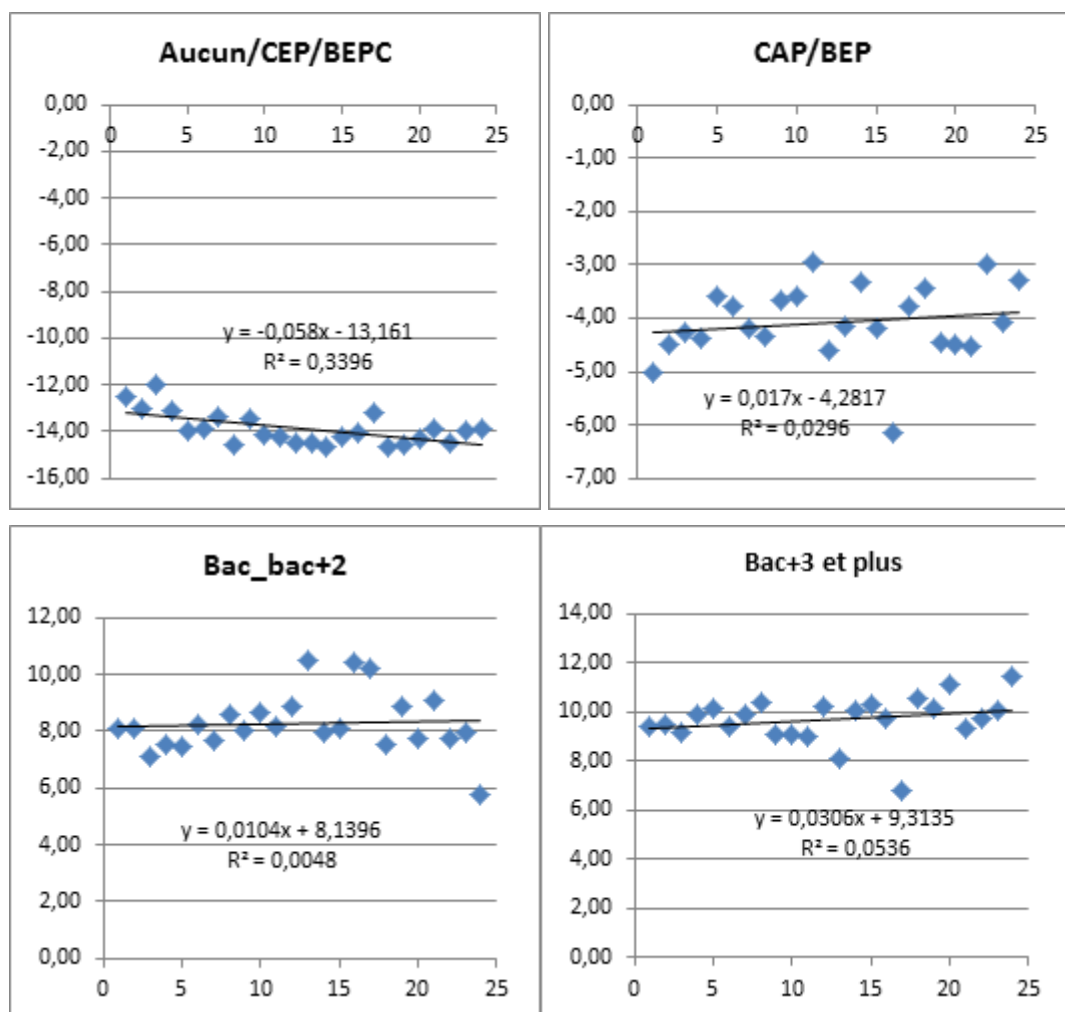 Aucun/CEP/BEPC
0,00
0 5 10 15 20 25
-2,00
-4,00
-6,00
-8,00
-10,00
y = -0,058x - 13,161
R² = 0,3396
-12,00
-14,00
-16,00
CAP/BEP
0,00
0 5 10 15 20 25
-1,00
-2,00
-3,00
-4,00
-5,00
y = 0,017x - 4,2817
R² = 0,0296
-6,00
-7,00
Bac_bac+2
12,00
10,00
8,00
6,00
y = 0,0104x + 8,1396
4,00
R² = 0,0048
2,00
0,00
0 5 10 15 20 25
Bac+3 et plus
14,00
12,00
10,00
8,00
6,00
y = 0,0306x + 9,3135
R² = 0,0536
4,00
2,00
0,00
0 5 10 15 20 25